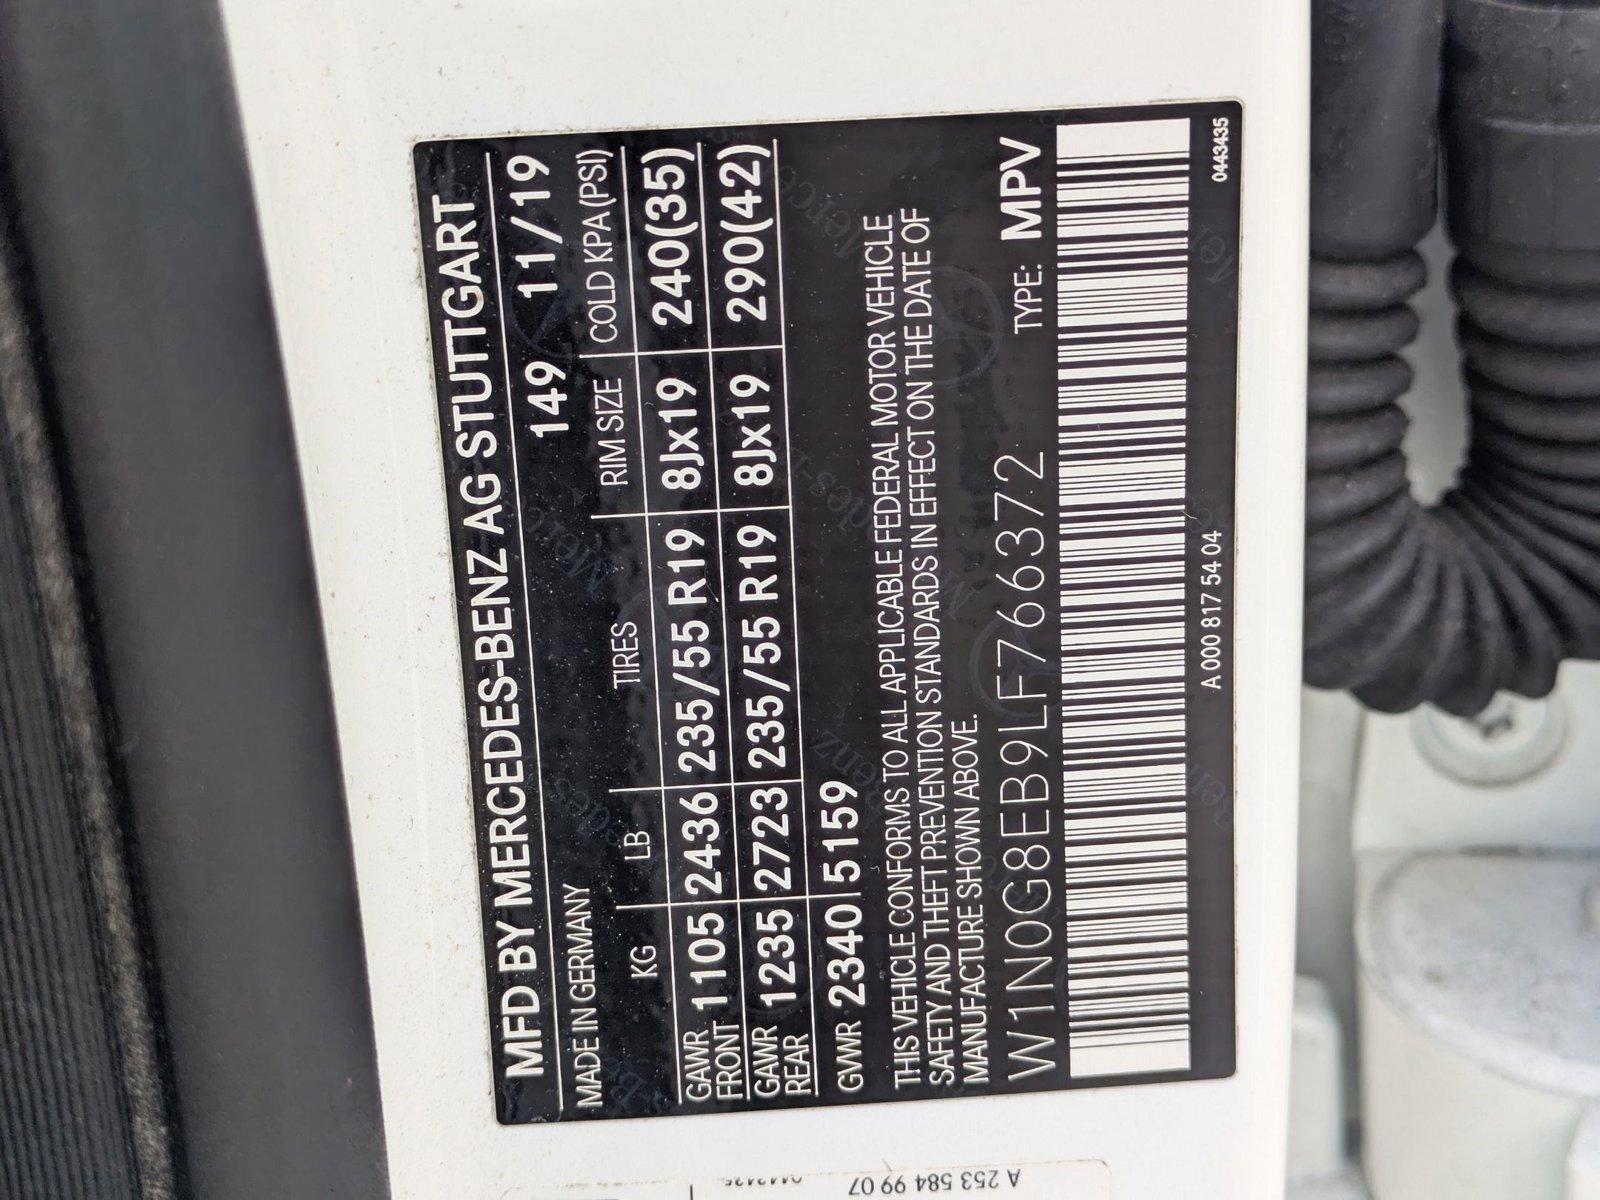 MFD BY MERCEDES-BENZ AG STUTTGART
MADE IN GERMANY 149 11/19
KG LB TIRES RIM SIZE COLD KPA(PSI)
GAWR FRONT 1105 2436 235/55 R19 8Jx19 240(35)
GAWR REAR 1235 2723 235/55 R19 8Jx19 290(42)
GVWR 2340 5159
THIS VEHICLE CONFORMS TO ALL APPLICABLE FEDERAL MOTOR VEHICLE
SAFETY AND THEFT PREVENTION STANDARDS IN EFFECT ON THE DATE OF
MANUFACTURE SHOWN ABOVE.
W1N0G8EB9LF766372 TYPE: MPV
A 000 817 54 04 0443435
A 253 584 99 07